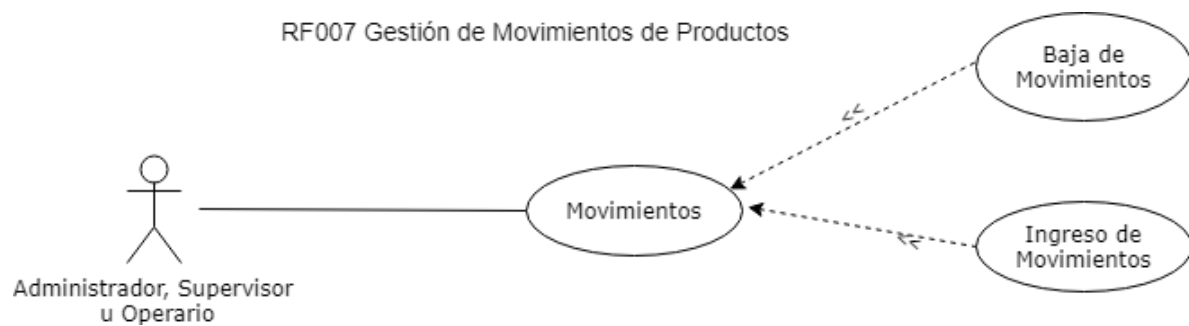 RF007 Gestión de Movimientos de Productos
Baja de
Movimientos
<<
Movimientos
<<
Ingreso de
Movimientos
Administrador, Supervisor
u Operario